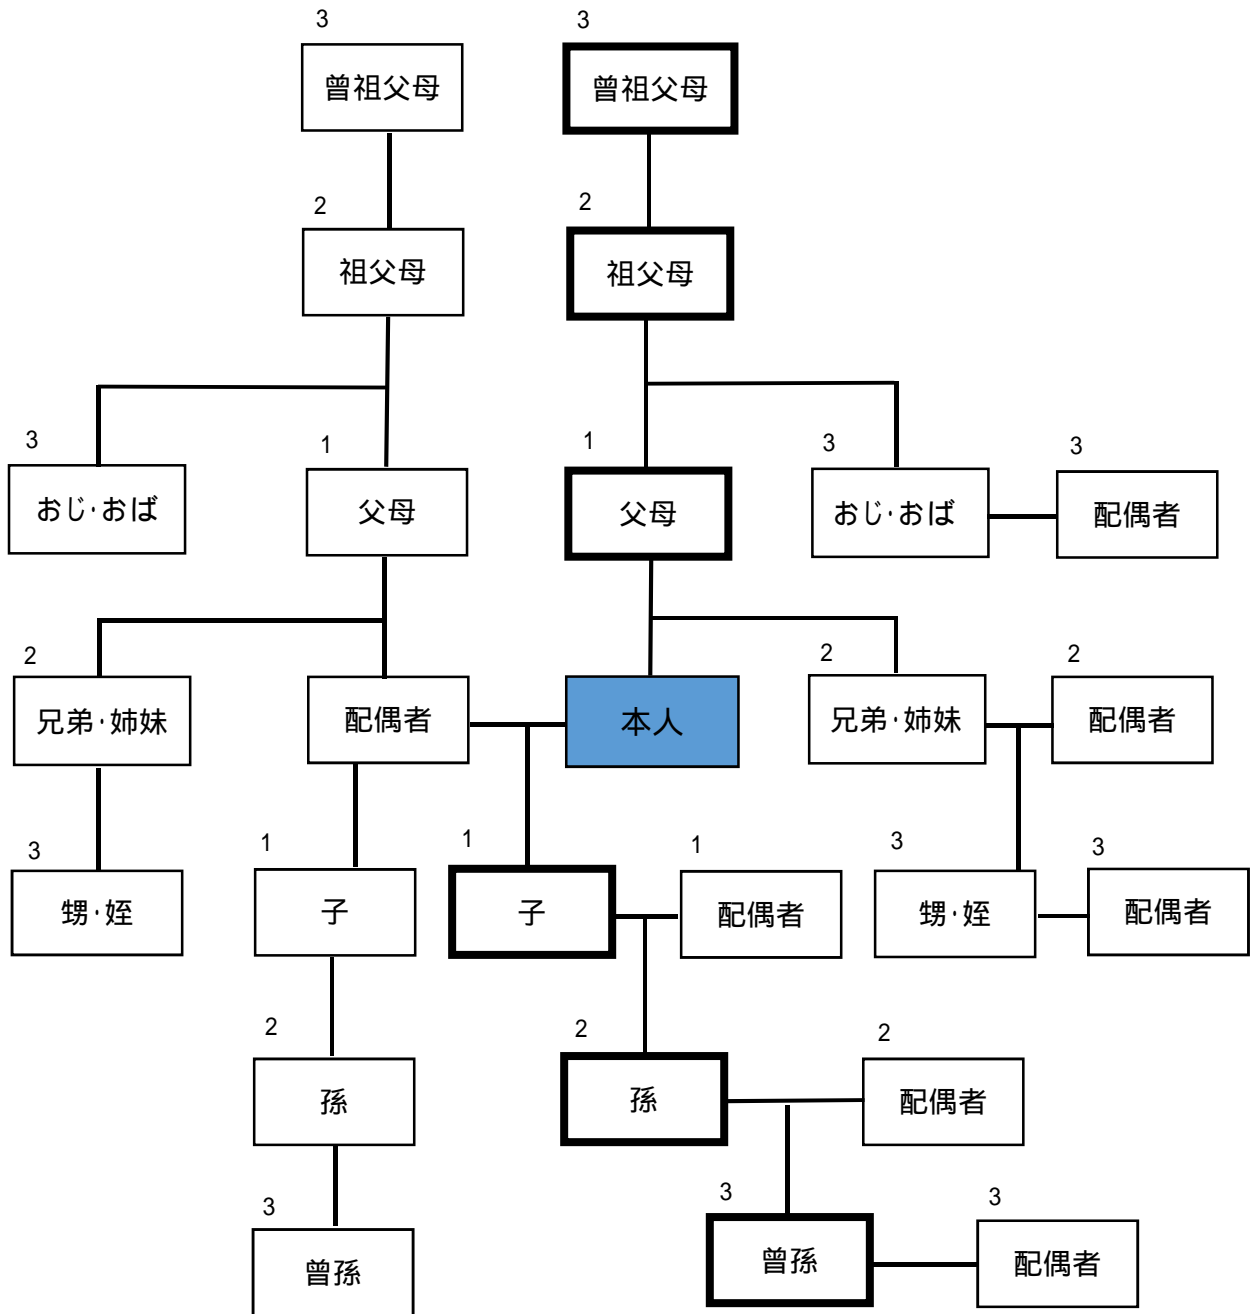 3 3
曾祖父母 曾祖父母
2 2
祖父母 祖父母
3 1 1 3 3
おじ・おば 父母 父母 おじ・おば 配偶者
2 2 2
兄弟・姉妹 配偶者 本人 兄弟・姉妹 配偶者
3 1 1 1 3 3
甥・姪 子 子 配偶者 甥・姪 配偶者
2 2 2
孫 孫 配偶者
3 3 3
曾孫 曾孫 配偶者